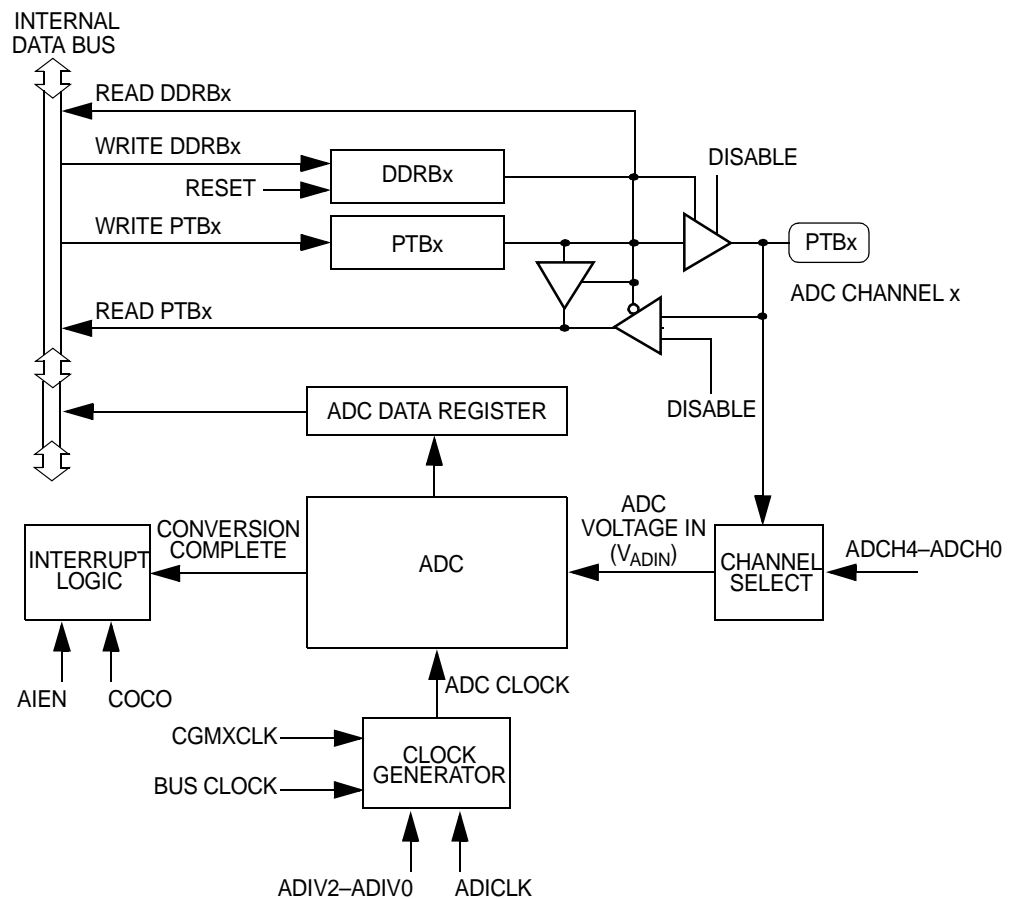 INTERNAL
DATA BUS
READ DDRBx
WRITE DDRBx
DISABLE
DDRBx
RESET
WRITE PTBx
PTBx
PTBx
ADC CHANNEL x
READ PTBx
DISABLE
ADC DATA REGISTER
INTERRUPT
LOGIC
CONVERSION
COMPLETE
ADC
ADC
VOLTAGE IN
(VADIN)
CHANNEL
SELECT
ADCH4–ADCH0
AIEN
COCO
ADC CLOCK
CGMXCLK
CLOCK
GENERATOR
BUS CLOCK
ADIV2–ADIV0
ADICLK